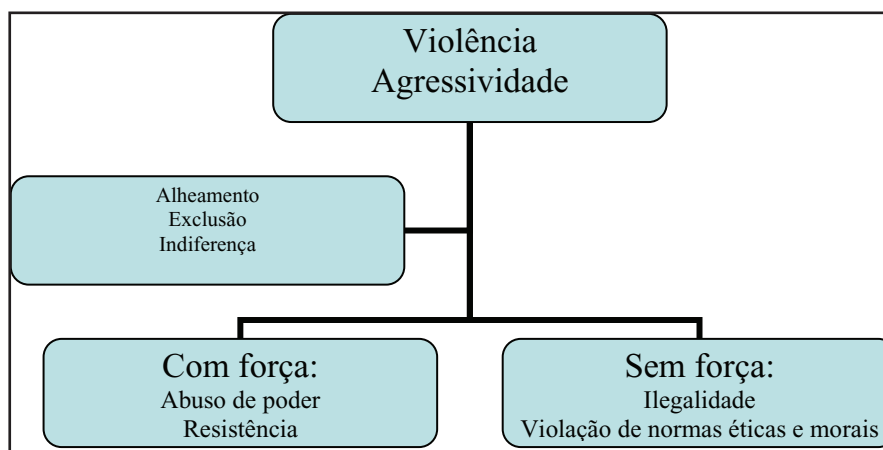 Violência
Agressividade
Alheamento
Exclusão
Indiferença
Com força:
Abuso de poder
Resistência
Sem força:
Ilegalidade
Violação de normas éticas e morais